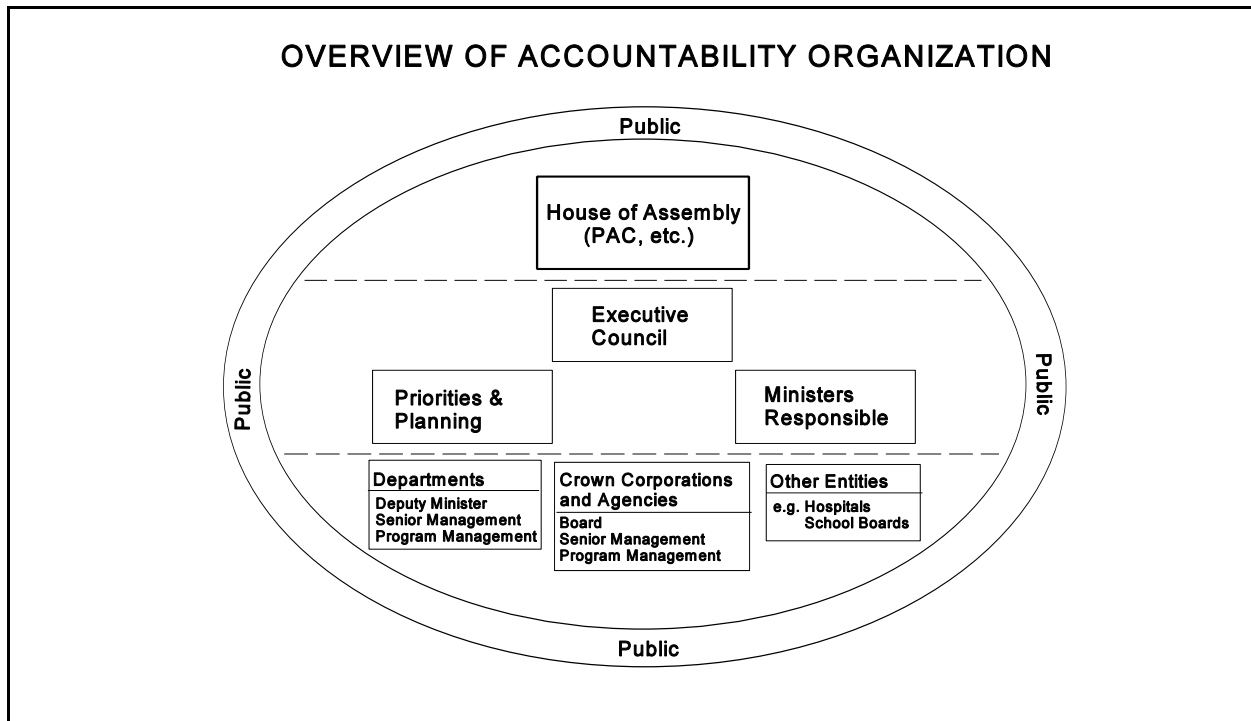 OVERVIEW OF ACCOUNTABILITY ORGANIZATION
Public
House of Assembly
(PAC, etc.)
Executive
Council
Public
Public
Priorities &
Planning
Ministers
Responsible
Departments
Deputy Minister
Senior Management
Program Management
Crown Corporations
and Agencies
Board
Senior Management
Program Management
Other Entities
e.g. Hospitals
School Boards
Public